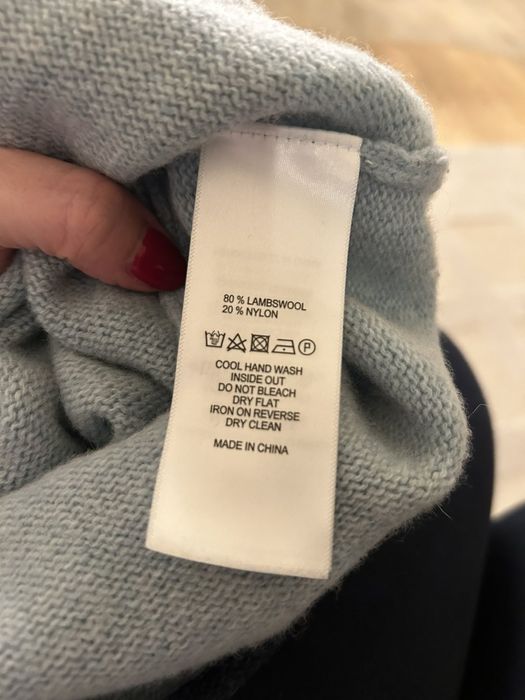 80 % LAMBSWOOL
20 % NYLON
P
COOL HAND WASH
INSIDE OUT
DO NOT BLEACH
DRY FLAT
IRON ON REVERSE
DRY CLEAN
MADE IN CHINA